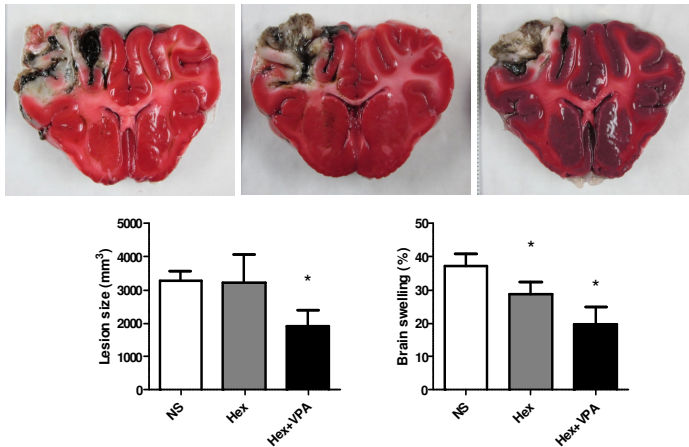 5000
4000
3000
2000
1000
0
Lesion size (mm³)
NS
Hex
Hex+VPA
*
50
40
30
20
10
0
Brain swelling (%)
NS
Hex
Hex+VPA
*
*